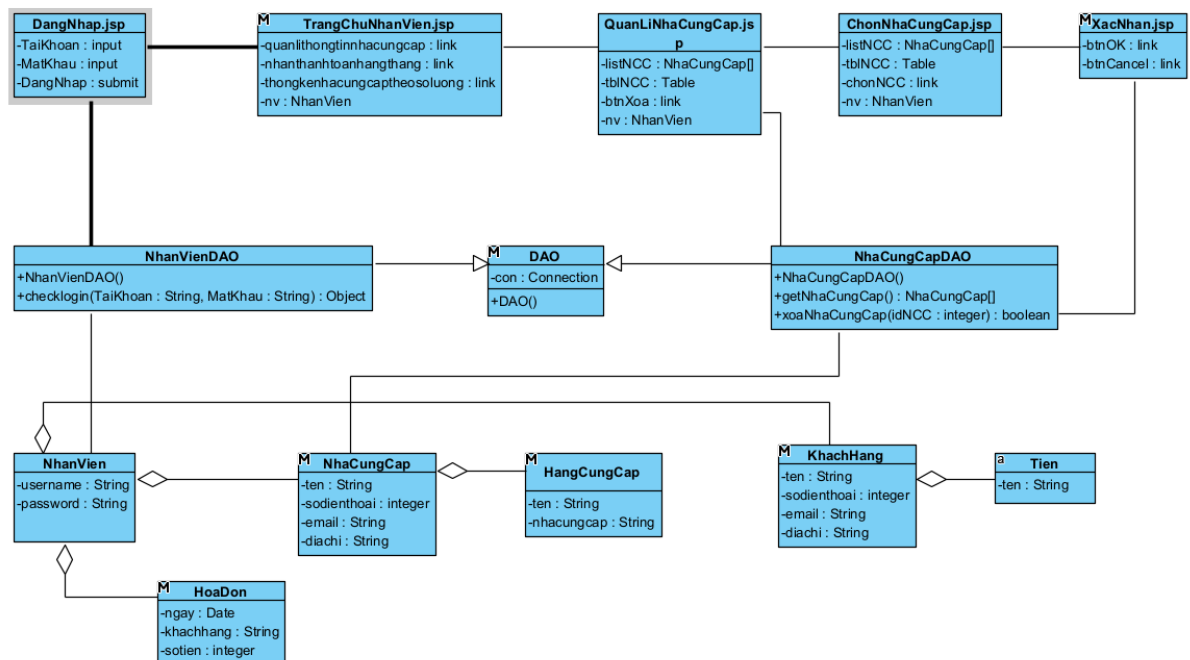 DangNhap.jsp
-TaiKhoan : input
-MatKhau : input
-DangNhap : submit
M
TrangChuNhanVien.jsp
-quanlithongtinnhacungcap : link
-nhanthanhtoanhangthang : link
-thongkenhacungcaptheosoluong : link
-nv : NhanVien
QuanLiNhaCungCap.js
p
-listNCC : NhaCungCap[]
-tblNCC : Table
-btnXoa : link
-nv : NhanVien
ChonNhaCungCap.jsp
-listNCC : NhaCungCap[]
-tblNCC : Table
-chonNCC : link
-nv : NhanVien
M
XacNhan.jsp
-btnOK : link
-btnCancel : link
NhanVienDAO
+NhanVienDAO()
+checklogin(TaiKhoan : String, MatKhau : String) : Object
M
DAO
-con : Connection
+DAO()
NhaCungCapDAO
+NhaCungCapDAO()
+getNhaCungCap() : NhaCungCap[]
+xoaNhaCungCap(idNCC : integer) : boolean
NhanVien
-username : String
-password : String
M
NhaCungCap
-ten : String
-sodienthoai : integer
-email : String
-diachi : String
M
HangCungCap
-ten : String
-nhacungcap : String
M
KhachHang
-ten : String
-sodienthoai : integer
-email : String
-diachi : String
a
Tien
-ten : String
M
HoaDon
-ngay : Date
-khachhang : String
-sotien : integer